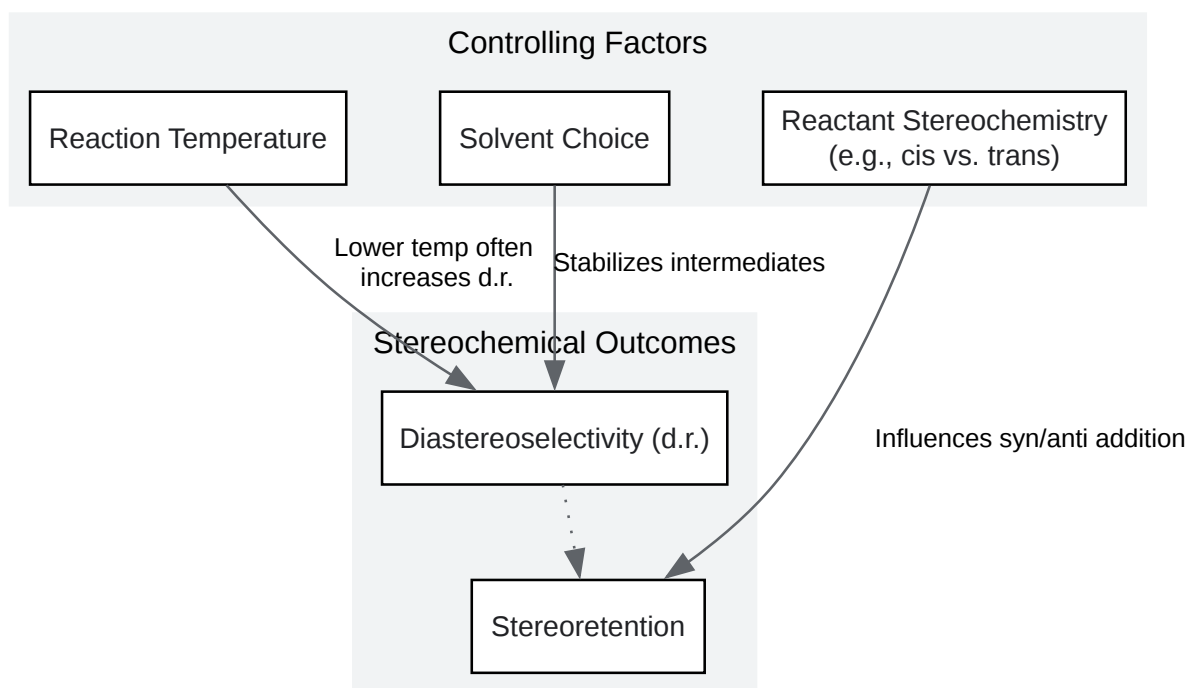 Controlling Factors
Reaction Temperature
Solvent Choice
Reactant Stereochemistry
(e.g., cis vs. trans)
Lower temp often
increases d.r.
Stabilizes intermediates
Stereochemical Outcomes
Diastereoselectivity (d.r.)
Influences syn/anti addition
Stereoretention